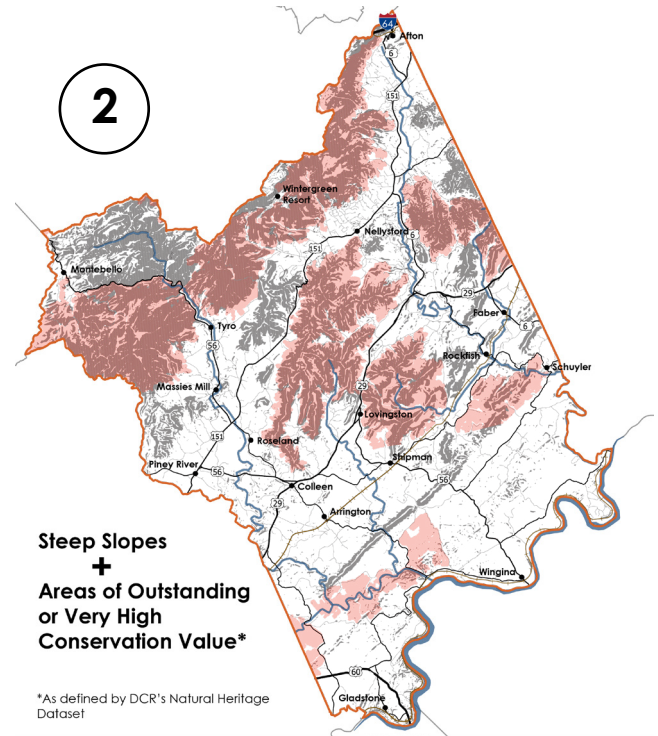 64
Afton
6
2
151
Wintergreen
Resort
Nellysford
6
151
Montebello
29
Faber
6
Tyro
56
Rockfish
Schuyler
Massies Mill
29
Lovingston
151
Roseland
Shipman
Piney River
56
56
Colleen
29
Arrington
Steep Slopes
+
Areas of Outstanding
or Very High
Conservation Value*
Wingina
60
*As defined by DCR's Natural Heritage
Dataset
Gladstone